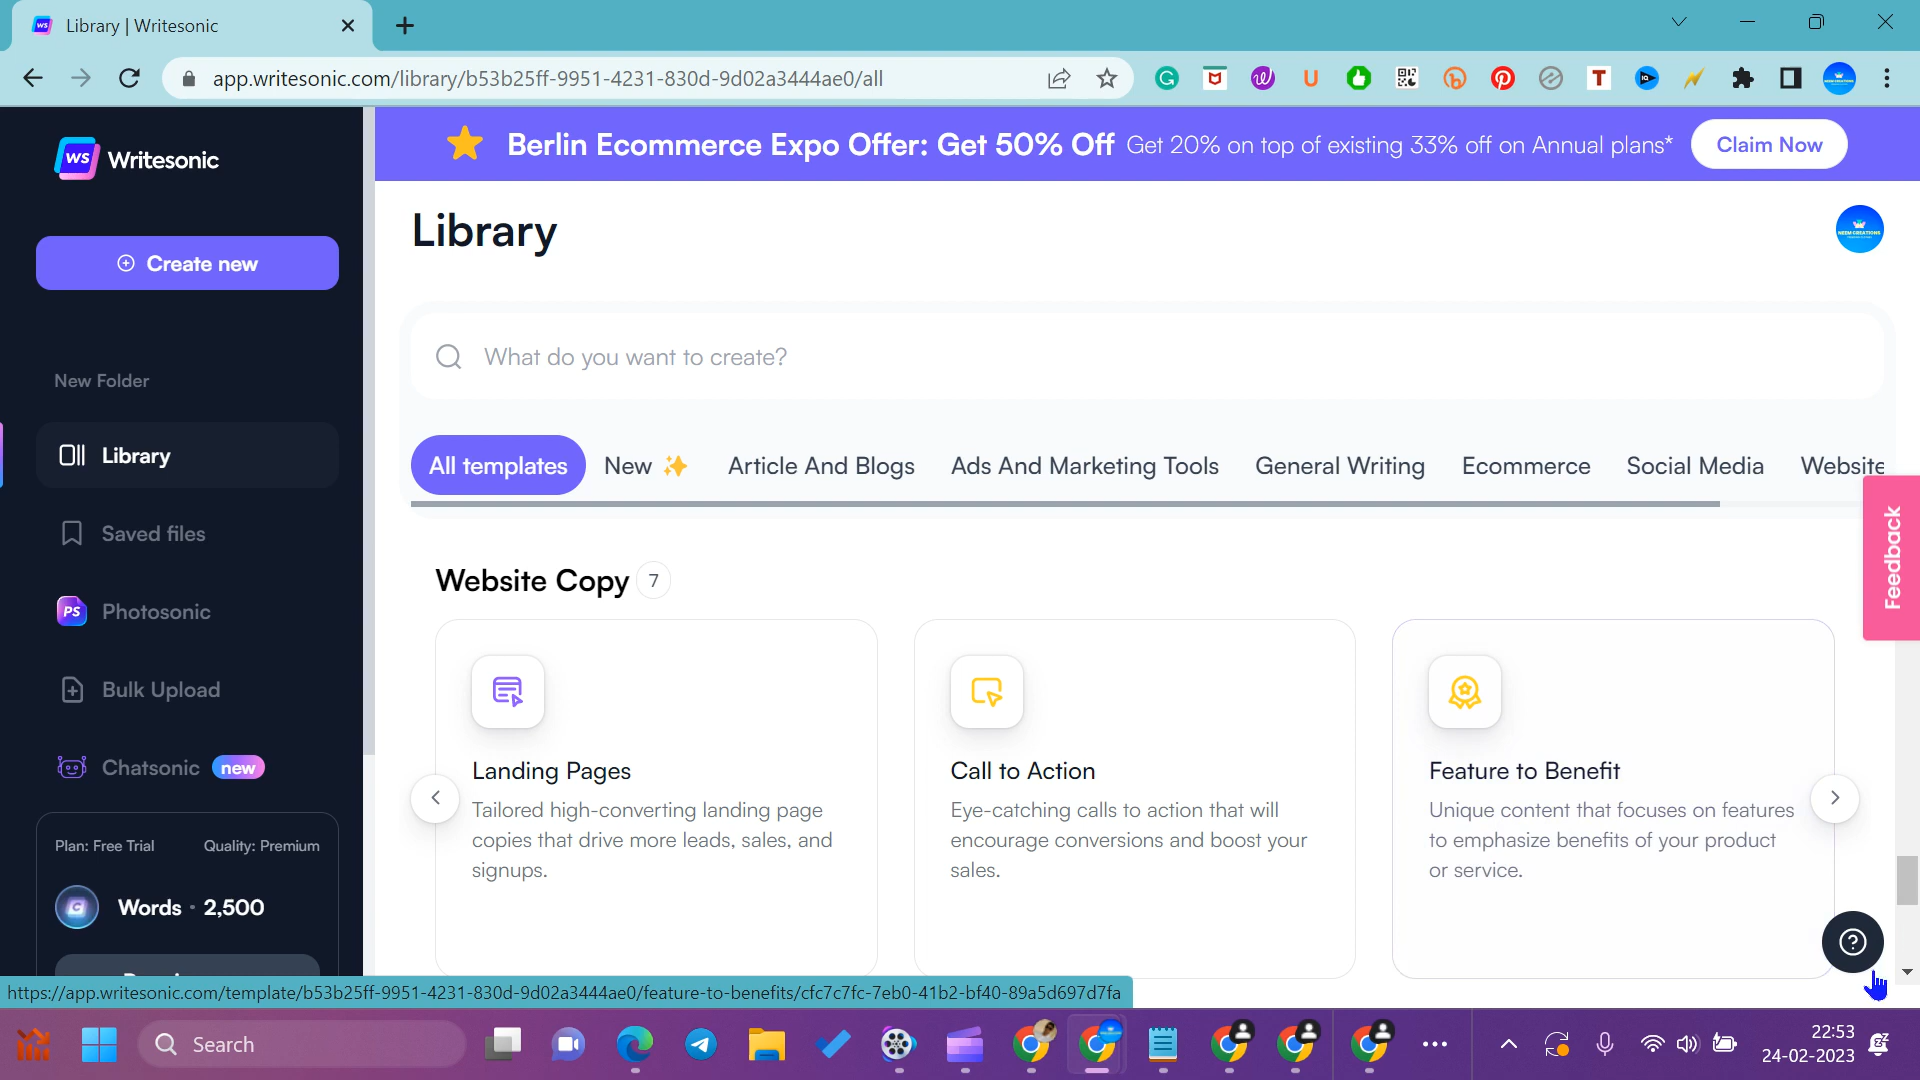 Library | Writesonic
app.writesonic.com/library/b53b25ff-9951-4231-830d-9d02a3444ae0/all
ws Writesonic
Berlin Ecommerce Expo Offer: Get 50% Off Get 20% on top of existing 33% off on Annual plans* Claim Now
Create new
New Folder
Library
Saved files
PS Photosonic
Bulk Upload
Chatsonic new
Plan: Free Trial Quality: Premium
G Words · 2,500
Library
NEEM CREATIONS
What do you want to create?
All templates New Article And Blogs Ads And Marketing Tools General Writing Ecommerce Social Media Website
Feedback
Website Copy 7
Landing Pages
Tailored high-converting landing page
copies that drive more leads, sales, and
signups.
Call to Action
Eye-catching calls to action that will
encourage conversions and boost your
sales.
Feature to Benefit
Unique content that focuses on features
to emphasize benefits of your product
or service.
https://app.writesonic.com/template/b53b25ff-9951-4231-830d-9d02a3444ae0/feature-to-benefits/cfc7c7fc-7eb0-41b2-bf40-89a5d697d7fa
Search
22:53
24-02-2023